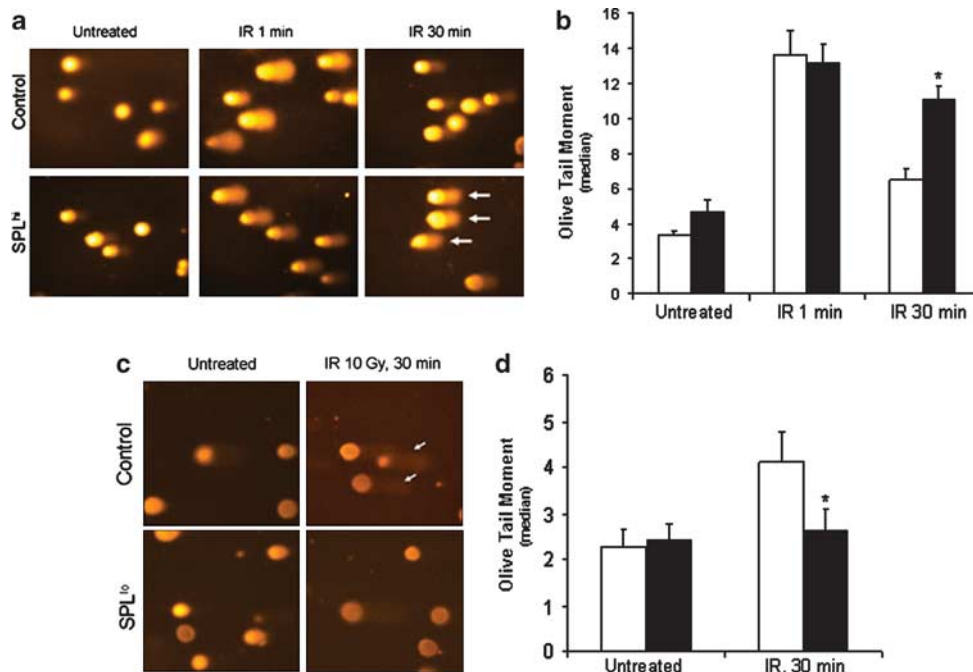 a
Untreated IR 1 min IR 30 min
Control
SPLhi
b
Olive Tail Moment
(median)
16
14
12
10
8
6
4
2
0
*
Untreated IR 1 min IR 30 min
c
Untreated IR 10 Gy, 30 min
Control
SPLlo
d
Olive Tail Moment
(median)
6
5
4
3
2
1
0
*
Untreated IR, 30 min